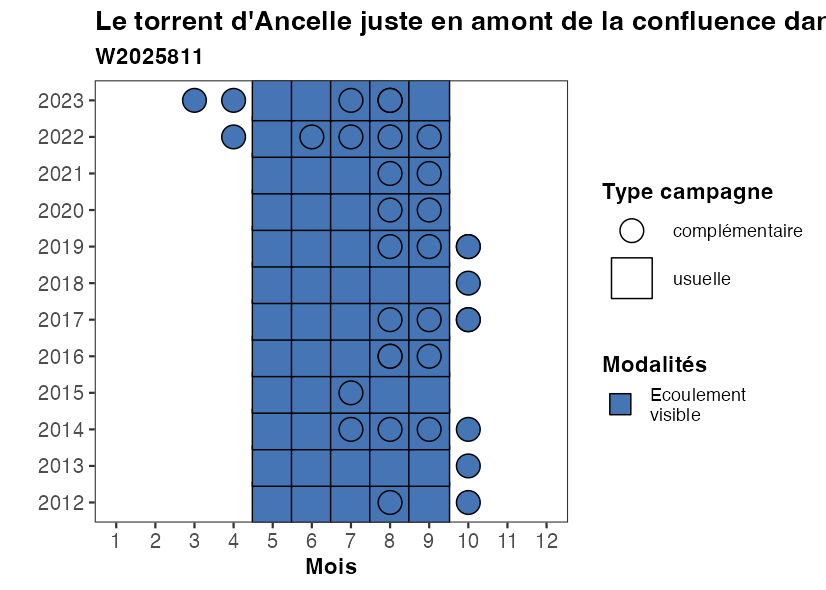 Le torrent d'Ancelle juste en amont de la confluence dan
W2025811
2023
2022
2021
2020
2019
2018
2017
2016
2015
2014
2013
2012
1 2 3 4 5 6 7 8 9 10 11 12
Mois
Type campagne
complémentaire
usuelle
Modalités
Ecoulement
visible